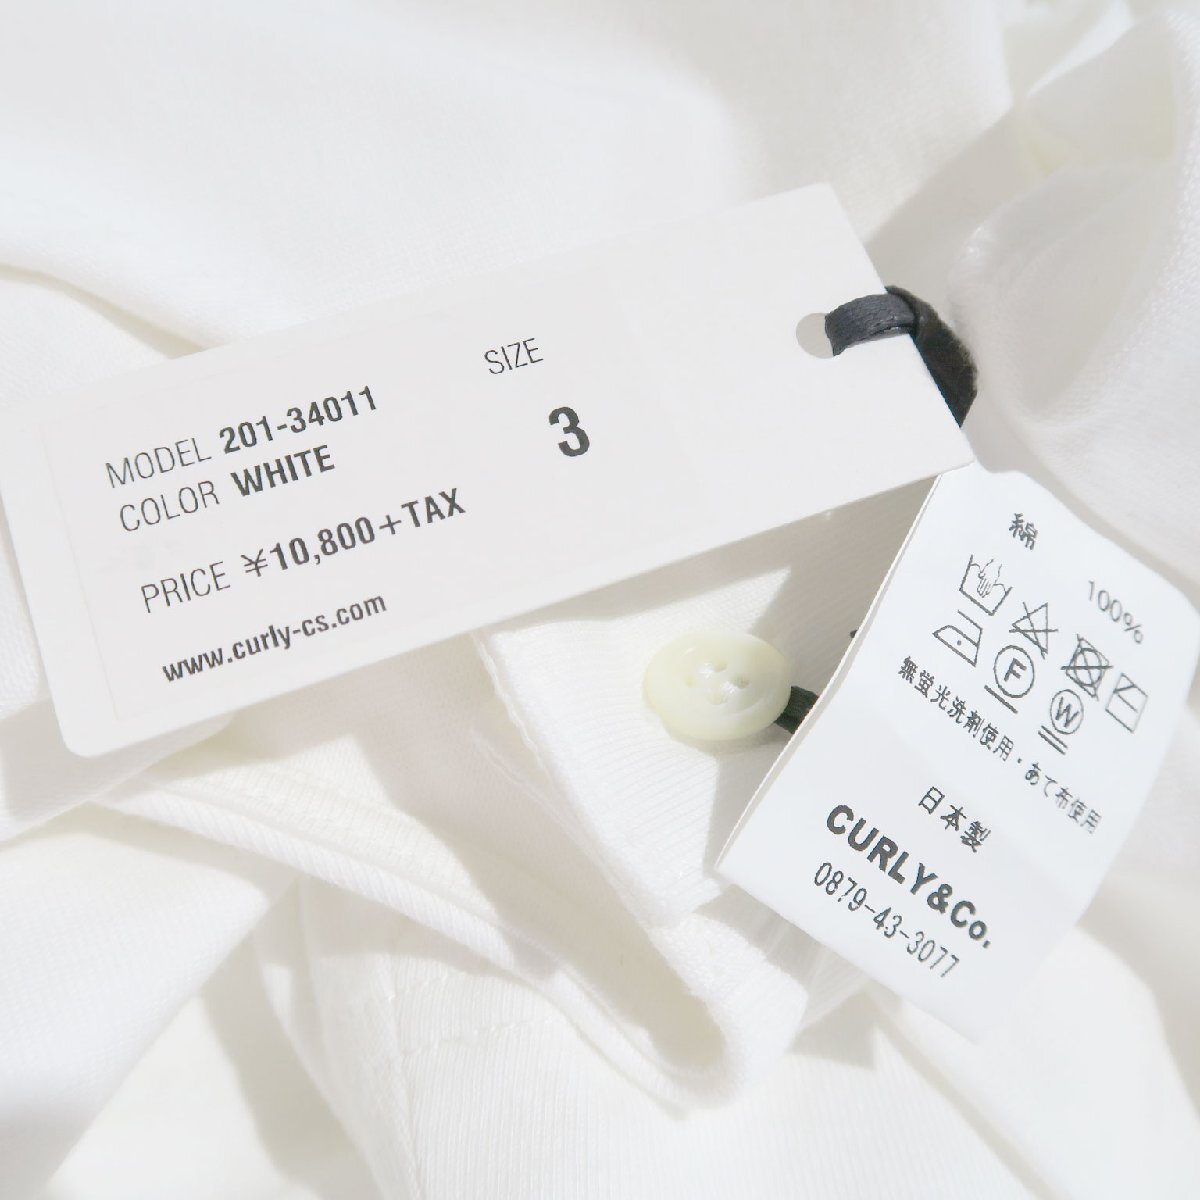 MODEL 201-34011
COLOR WHITE
SIZE
3
PRICE ¥10,800+TAX
www.curly-cs.com
綿 100%
F
W
無蛍光洗剤使用・あて布使用
日本製
CURLY&Co.
0879-43-3077